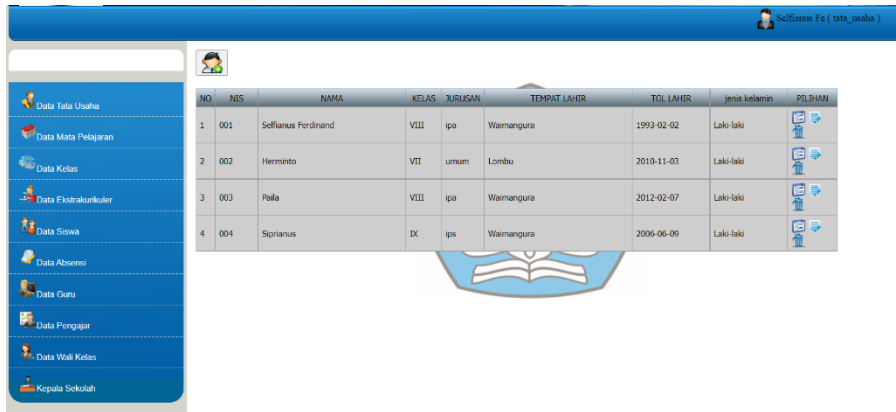 Selfianus Fe ( tata_usaha )
Data Tata Usaha
Data Mata Pelajaran
Data Kelas
Data Ekstrakurikuler
Data Siswa
Data Absensi
Data Guru
Data Pengajar
Data Wali Kelas
Kepala Sekolah
NO NIS NAMA KELAS JURUSAN TEMPAT LAHIR TGL LAHIR jenis kelamin PILIHAN
1 001 Selfianus Ferdinand VIII ipa Waimangura 1993-02-02 Laki-laki
2 002 Herminto VII umum Lombu 2010-11-03 Laki-laki
3 003 Paila VIII ipa Waimangura 2012-02-07 Laki-laki
4 004 Siprianus IX ips Waimangura 2006-06-09 Laki-laki